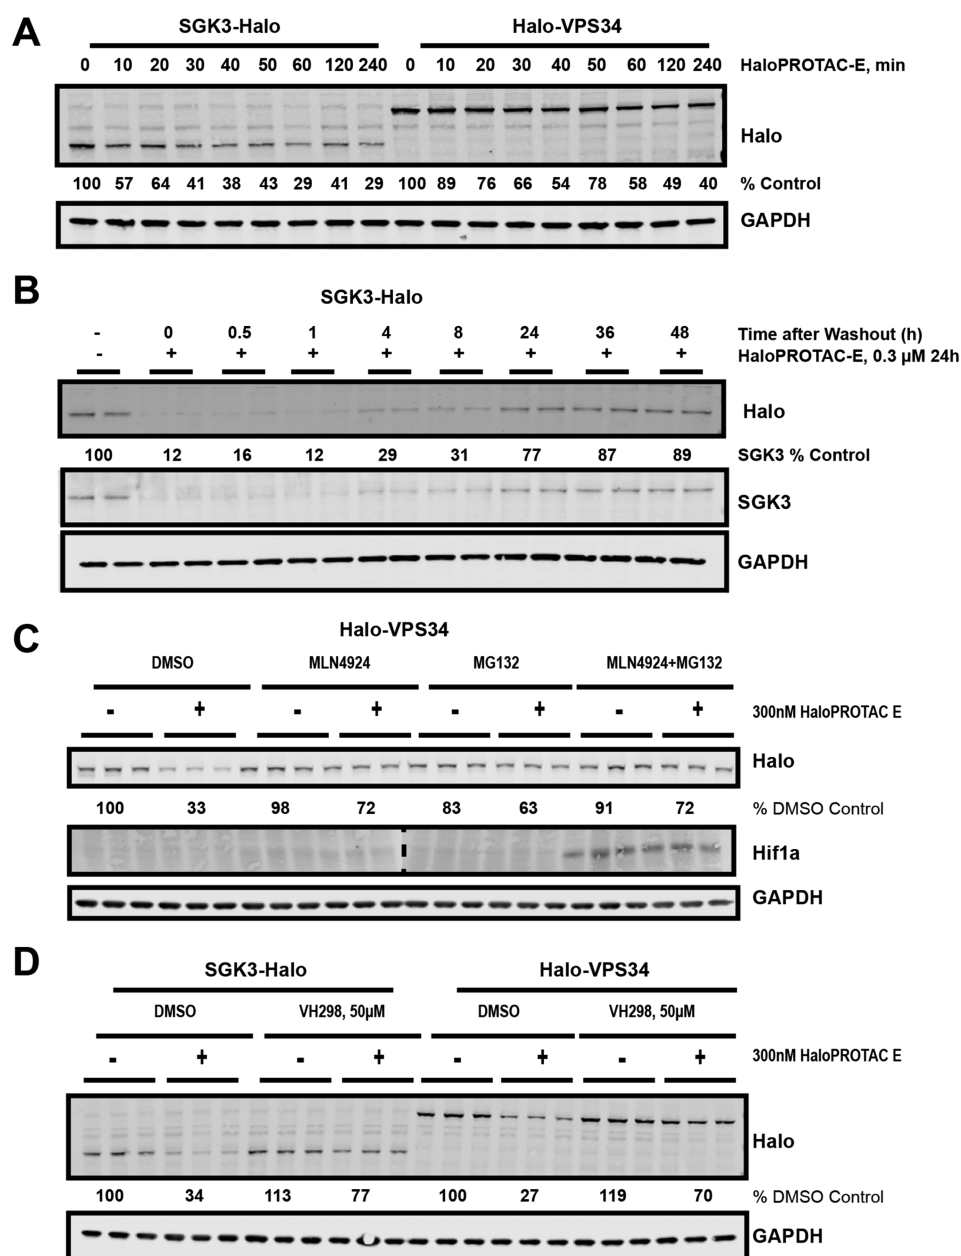 A
SGK3-Halo Halo-VPS34
0 10 20 30 40 50 60 120 240 0 10 20 30 40 50 60 120 240 HaloPROTAC-E, min
Halo
100 57 64 41 38 43 29 41 29 100 89 76 66 54 78 58 49 40 % Control
GAPDH
B
SGK3-Halo
- 0 0.5 1 4 8 24 36 48 Time after Washout (h)
- + + + + + + + + HaloPROTAC-E, 0.3 µM 24h
Halo
100 12 16 12 29 31 77 87 89 SGK3 % Control
SGK3
GAPDH
C
Halo-VPS34
DMSO MLN4924 MG132 MLN4924+MG132
- + - + - + - + 300nM HaloPROTAC E
Halo
100 33 98 72 83 63 91 72 % DMSO Control
Hif1a
GAPDH
D
SGK3-Halo Halo-VPS34
DMSO VH298, 50µM DMSO VH298, 50µM
- + - + - + - + 300nM HaloPROTAC E
Halo
100 34 113 77 100 27 119 70 % DMSO Control
GAPDH